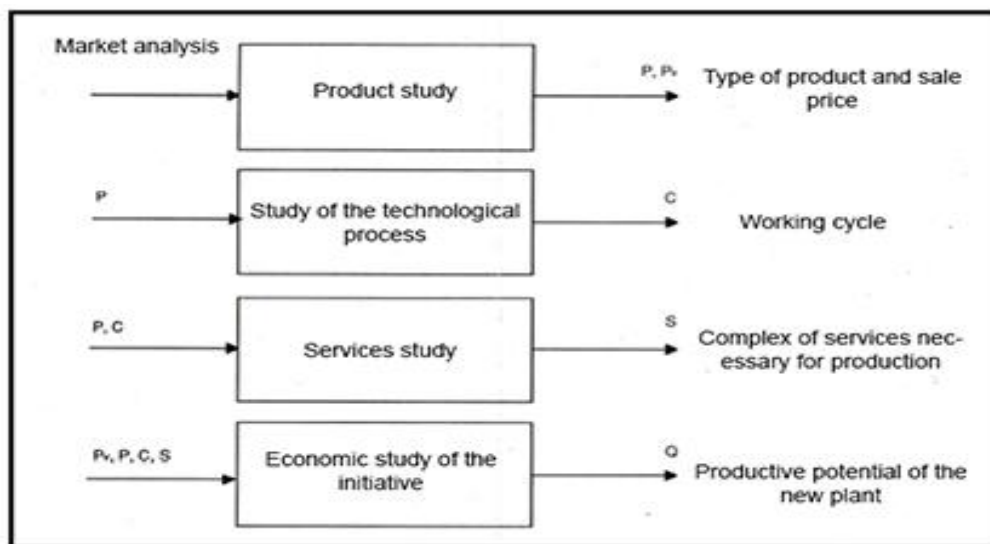 Market analysis
Product study
P, Pv
Type of product and sale
price
P
Study of the technological
process
C
Working cycle
P, C
Services study
S
Complex of services nec-
essary for production
Pv, P, C, S
Economic study of the
initiative
Q
Productive potential of the
new plant